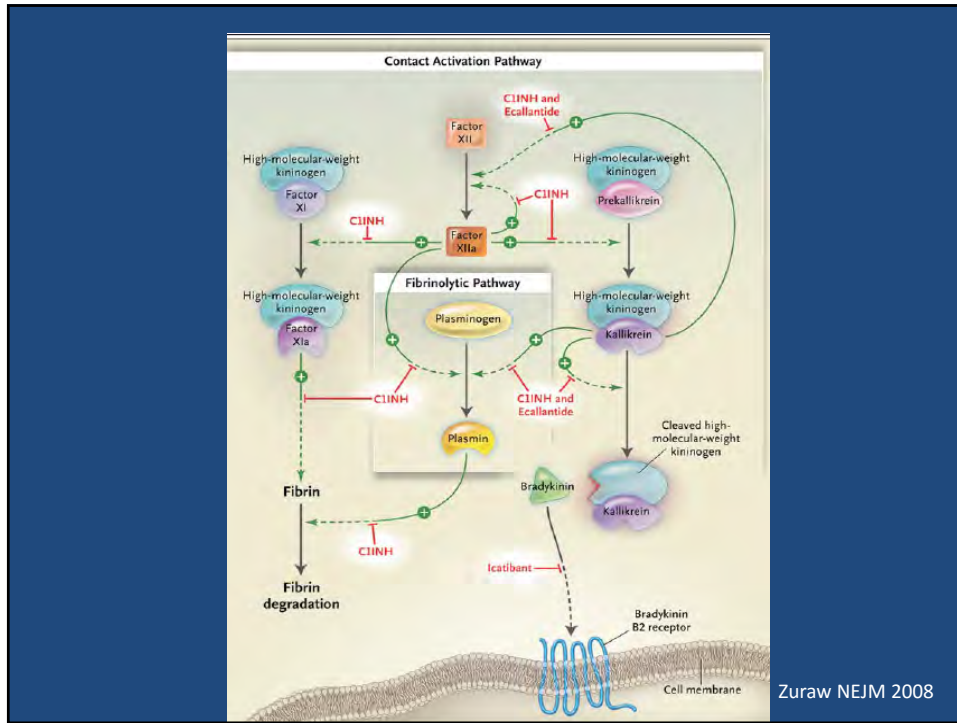 Contact Activation Pathway
C1INH and
Ecallantide
Factor
XII
High-molecular-weight
kininogen
Factor
XI
High-molecular-weight
kininogen
Prekallikrein
C1INH
C1INH
Factor
XIIa
Fibrinolytic Pathway
Plasminogen
High-molecular-weight
kininogen
Factor
XIa
High-molecular-weight
kininogen
Kallikrein
C1INH
C1INH and
Ecallantide
Plasmin
Cleaved high-
molecular-weight
kininogen
Kallikrein
Bradykinin
Fibrin
C1INH
Icatibant
Fibrin
degradation
Bradykinin
B2 receptor
Cell membrane
Zuraw NEJM 2008